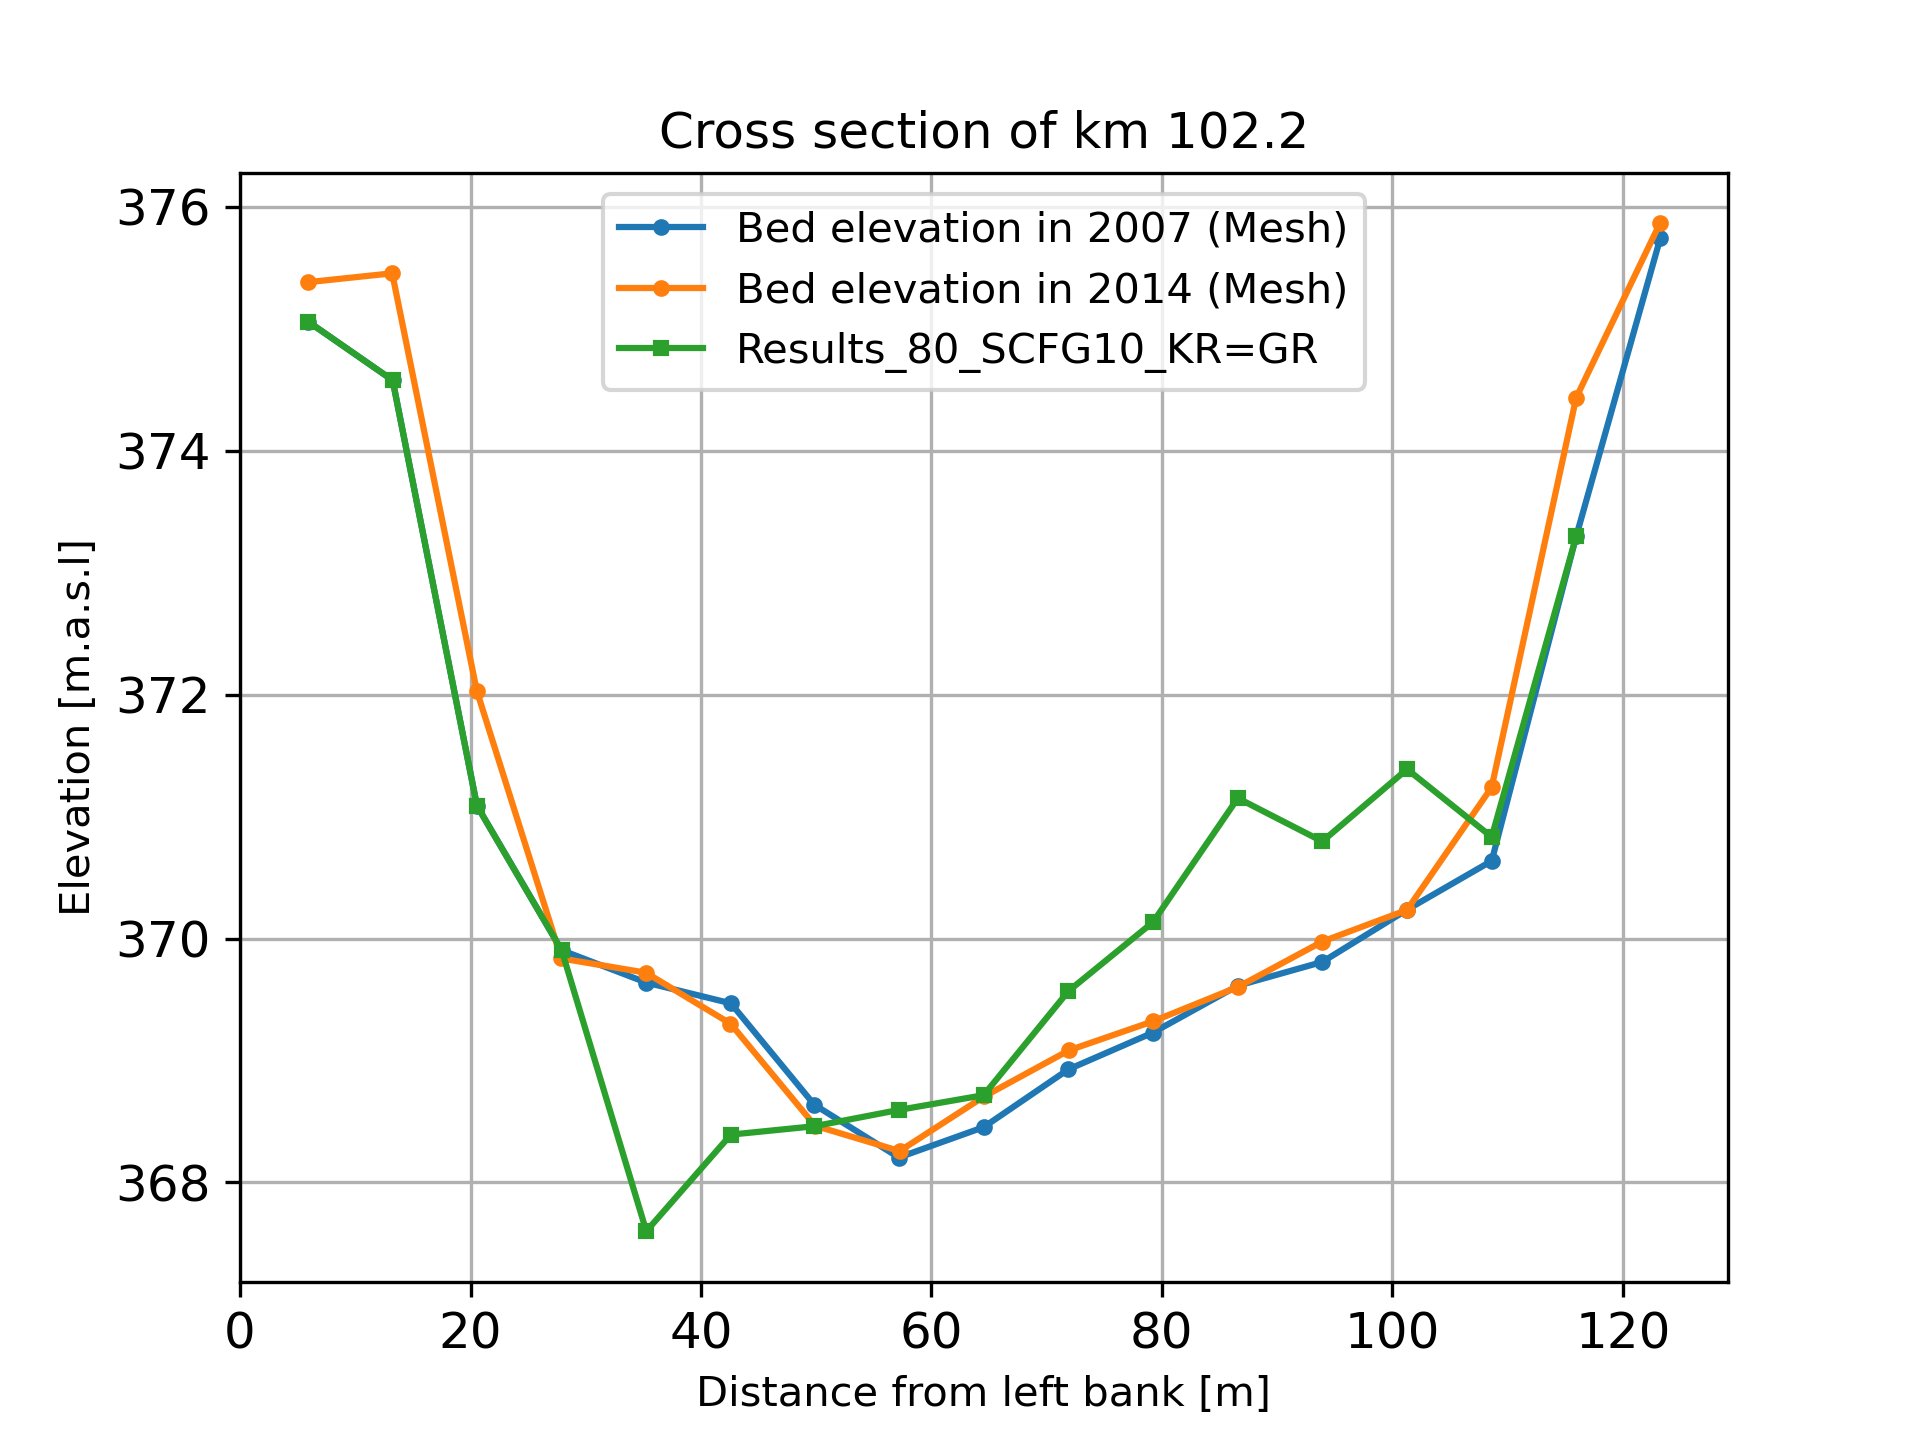 Cross section of km 102.2
Bed elevation in 2007 (Mesh)
Bed elevation in 2014 (Mesh)
Results_80_SCFG10_KR=GR
Elevation [m.a.s.l]
376
374
372
370
368
0 20 40 60 80 100 120
Distance from left bank [m]